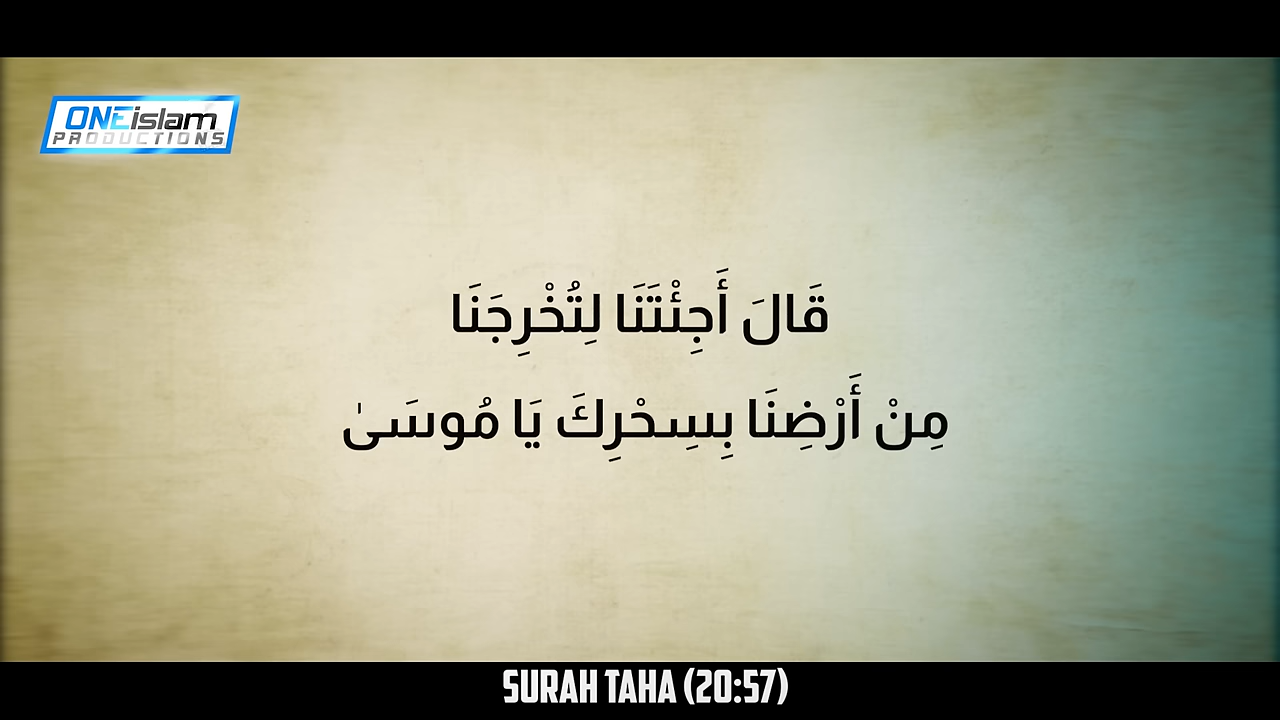 ONEislam
PRODUCTIONS
قَالَ أَجِئْتَنَا لِتُخْرِجَنَا
مِنْ أَرْضِنَا بِسِحْرِكَ يَا مُوسَىٰ
SURAH TAHA (20:57)